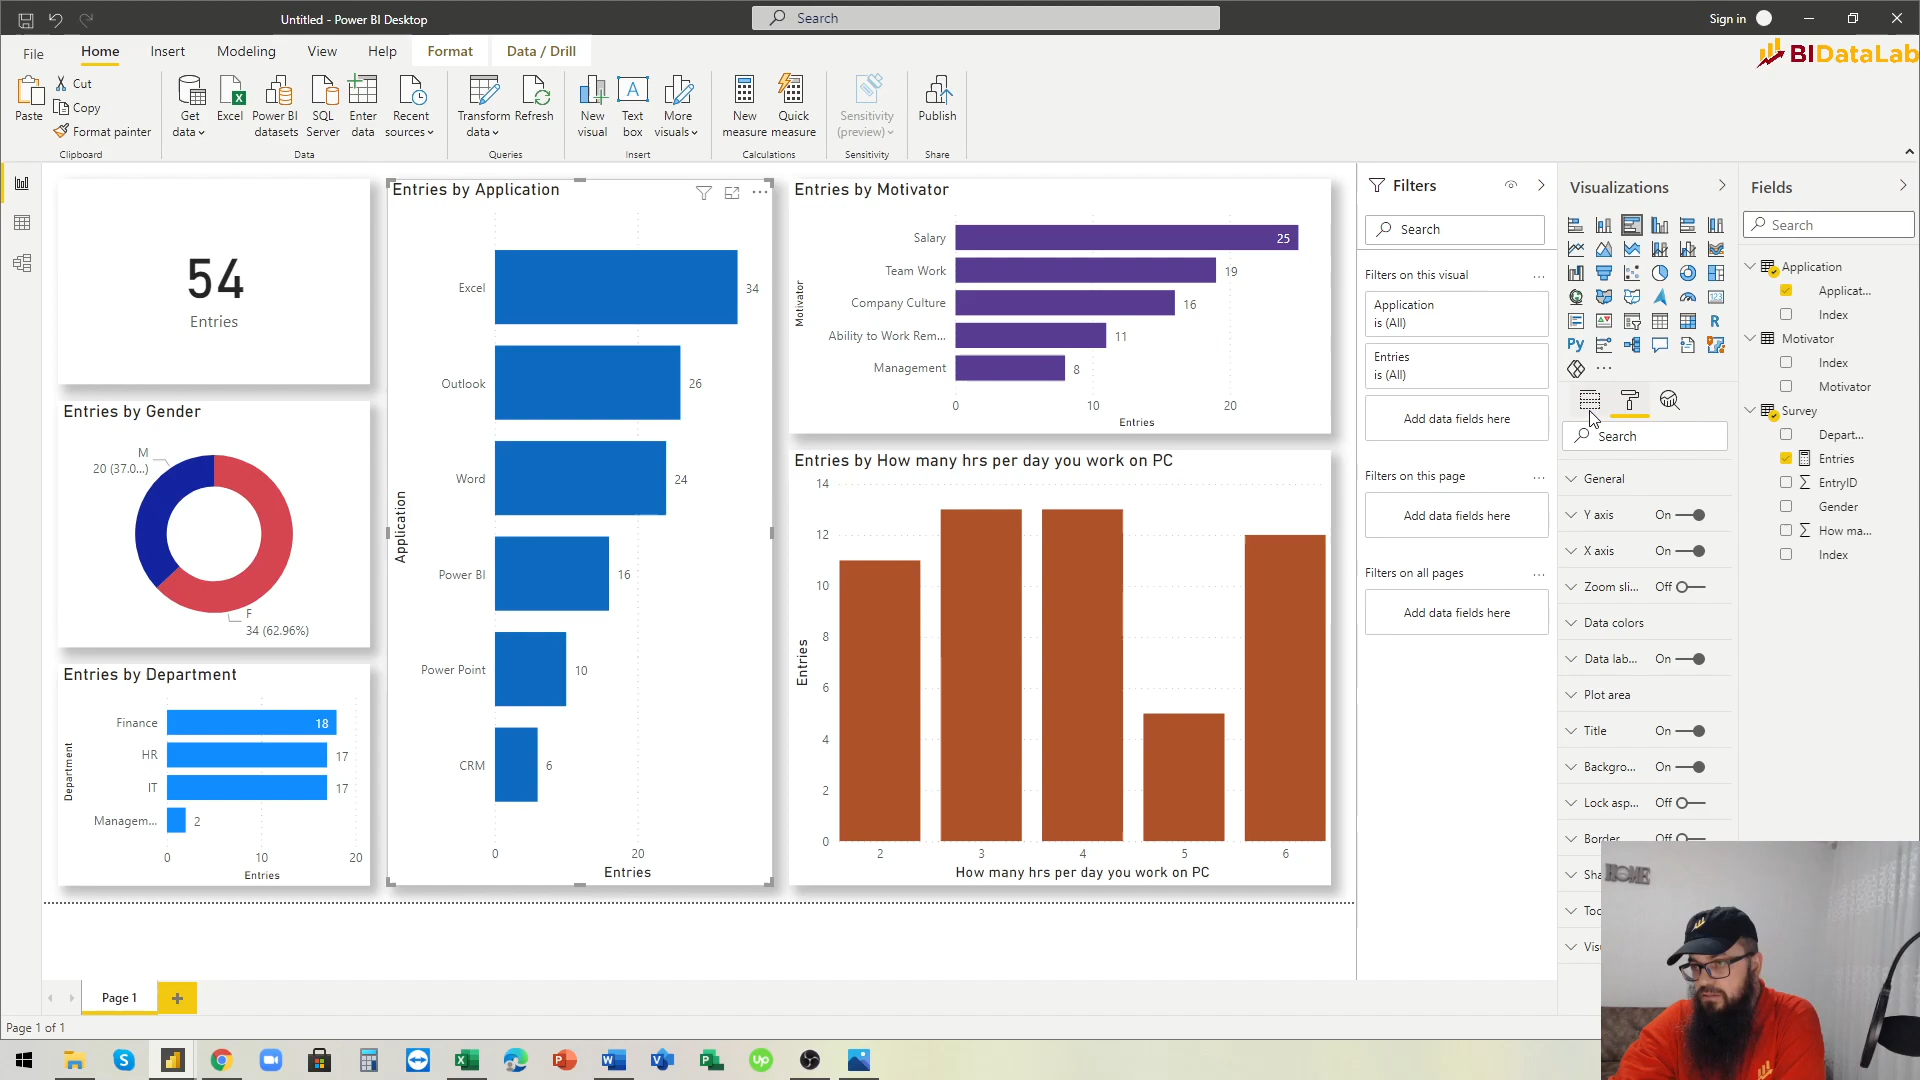 Untitled - Power BI Desktop
Search
Sign in
File
Home
Insert
Modeling
View
Help
Format
Data / Drill
BIDataLab
Paste
Cut
Copy
Format painter
Clipboard
Get data
Excel
Power BI datasets
SQL Server
Enter data
Recent sources
Data
Transform data
Refresh
Queries
New visual
Text box
More visuals
Insert
New measure
Quick measure
Calculations
Sensitivity (preview)
Sensitivity
Publish
Share
54
Entries
Entries by Gender
M
20 (37.0...)
F
34 (62.96%)
Entries by Department
Department
Finance
18
HR
17
IT
17
Managem...
2
0
10
20
Entries
Entries by Application
Application
Excel
34
Outlook
26
Word
24
Power BI
16
Power Point
10
CRM
6
0
20
Entries
Entries by Motivator
Motivator
Salary
25
Team Work
19
Company Culture
16
Ability to Work Rem...
11
Management
8
0
10
20
Entries
Entries by How many hrs per day you work on PC
Entries
14
12
10
8
6
4
2
0
2
3
4
5
6
How many hrs per day you work on PC
Filters
Search
Filters on this visual
...
Application
is (All)
Entries
is (All)
Add data fields here
Filters on this page
...
Add data fields here
Filters on all pages
...
Add data fields here
Visualizations
R
Py
123
...
Search
General
Y axis
On
X axis
On
Zoom sli...
Off
Data colors
Data lab...
On
Plot area
Title
On
Backgro...
On
Lock asp...
Off
Border
Off
Sha
Too
Vis
Fields
Search
Application
Applicat...
Index
Motivator
Index
Motivator
Survey
Depart...
Entries
EntryID
Gender
How ma...
Index
HOME
Page 1
Page 1 of 1